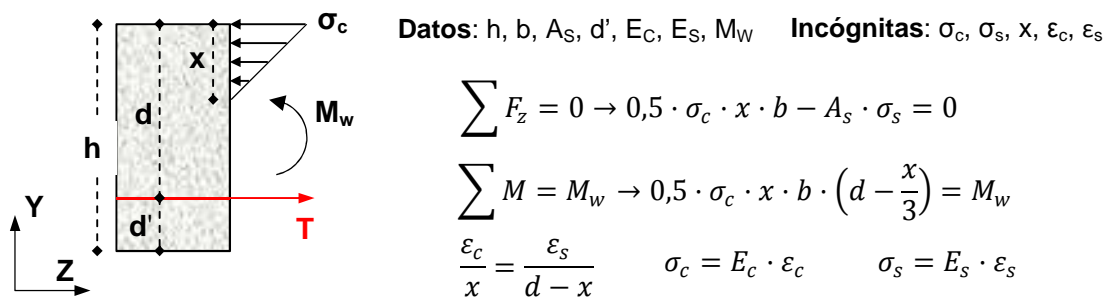 σc
x
d
Mw
h
T
d'
Y
Z
Datos: h, b, AS, d', EC, ES, MW Incógnitas: σc, σs, x, εc, εs
∑ Fz = 0 → 0,5 · σc · x · b − As · σs = 0
∑ M = Mw → 0,5 · σc · x · b · (d − x/3) = Mw
εc/x = εs/(d − x) σc = Ec · εc σs = Es · εs